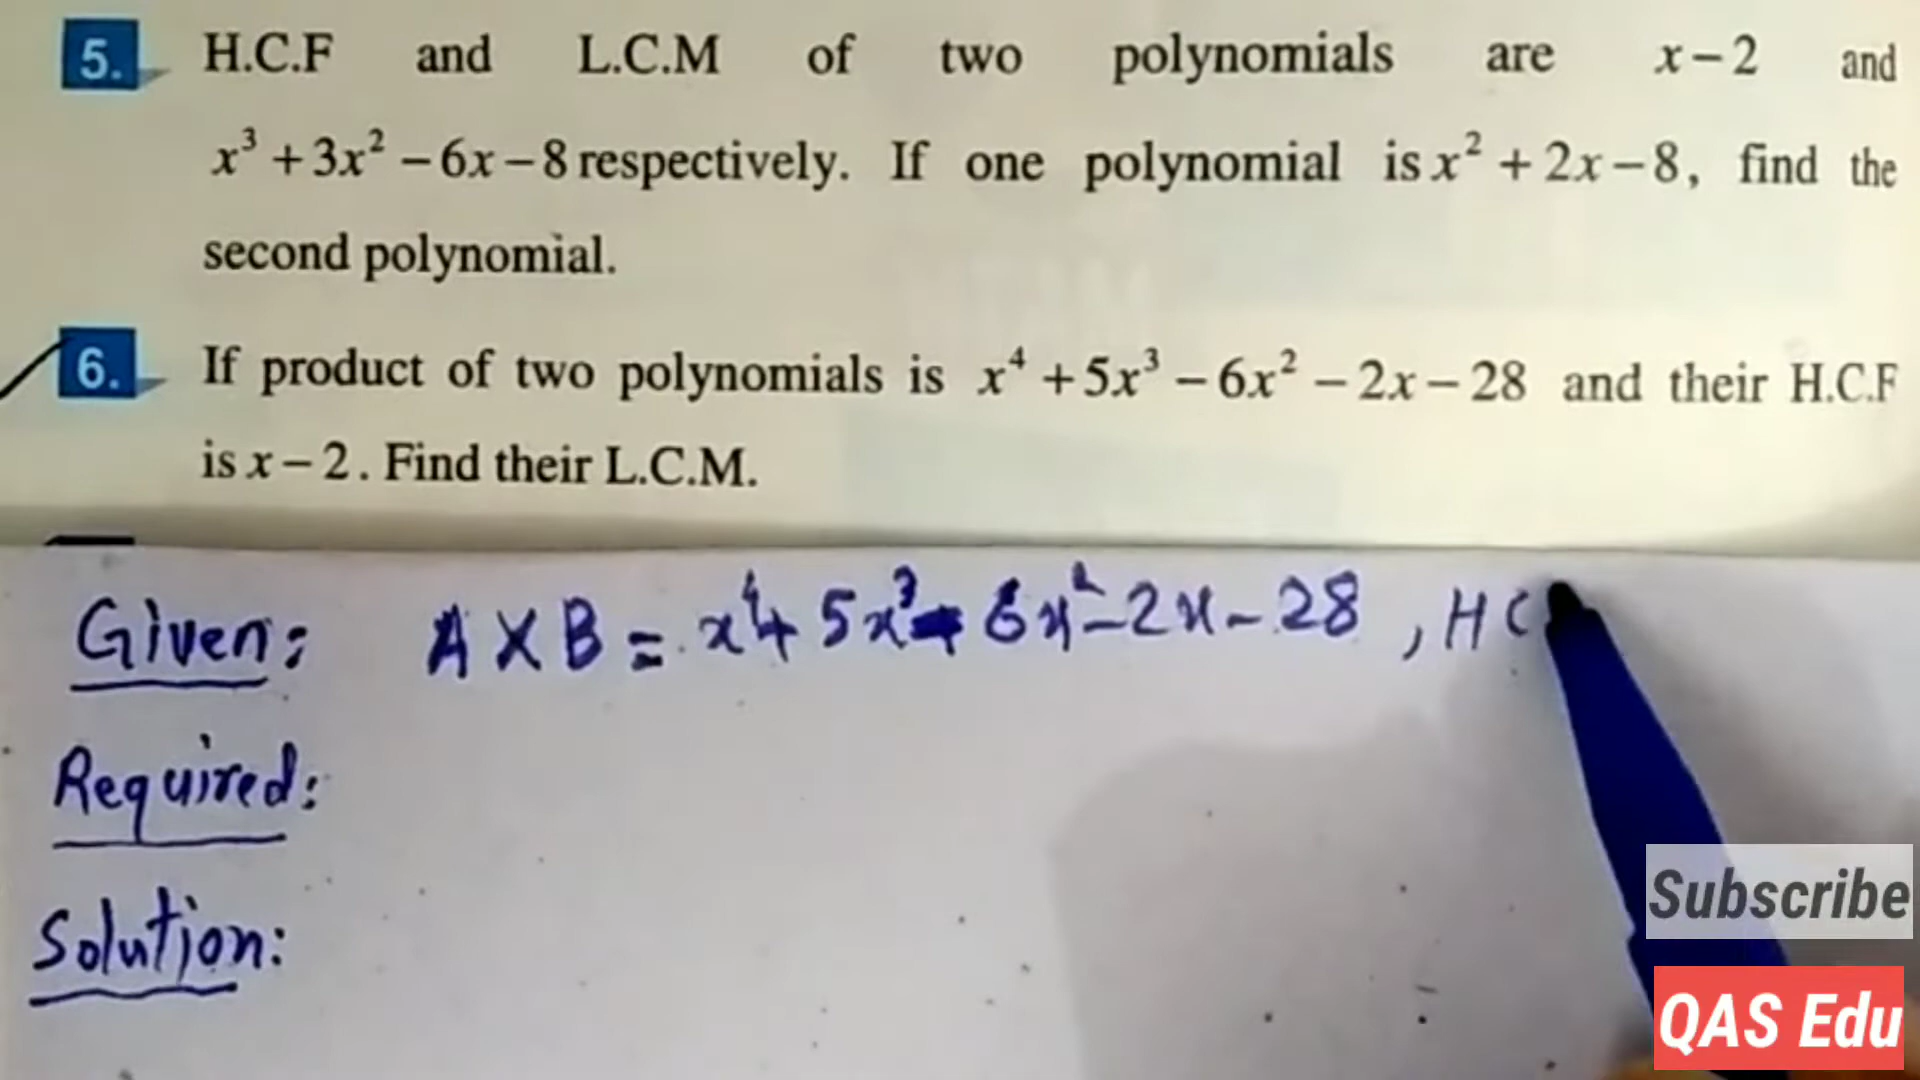 5. H.C.F and L.C.M of two polynomials are x − 2 and
x³ + 3x² − 6x − 8 respectively. If one polynomial is x² + 2x − 8, find the
second polynomial.
6. If product of two polynomials is x⁴ + 5x³ − 6x² − 2x − 28 and their H.C.F
is x − 2. Find their L.C.M.
Given: A X B = x⁴ + 5x³ - 6x² - 2x - 28 , HC
Required:
Solution:
Subscribe
QAS Edu